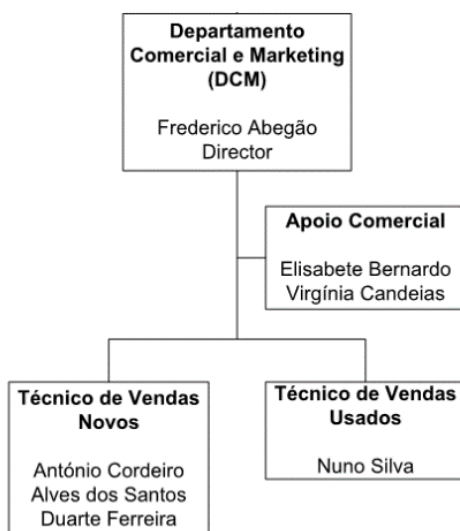 Departamento
Comercial e Marketing
(DCM)
Frederico Abegão
Director
Apoio Comercial
Elisabete Bernardo
Virgínia Candeias
Técnico de Vendas
Novos
António Cordeiro
Alves dos Santos
Duarte Ferreira
Técnico de Vendas
Usados
Nuno Silva